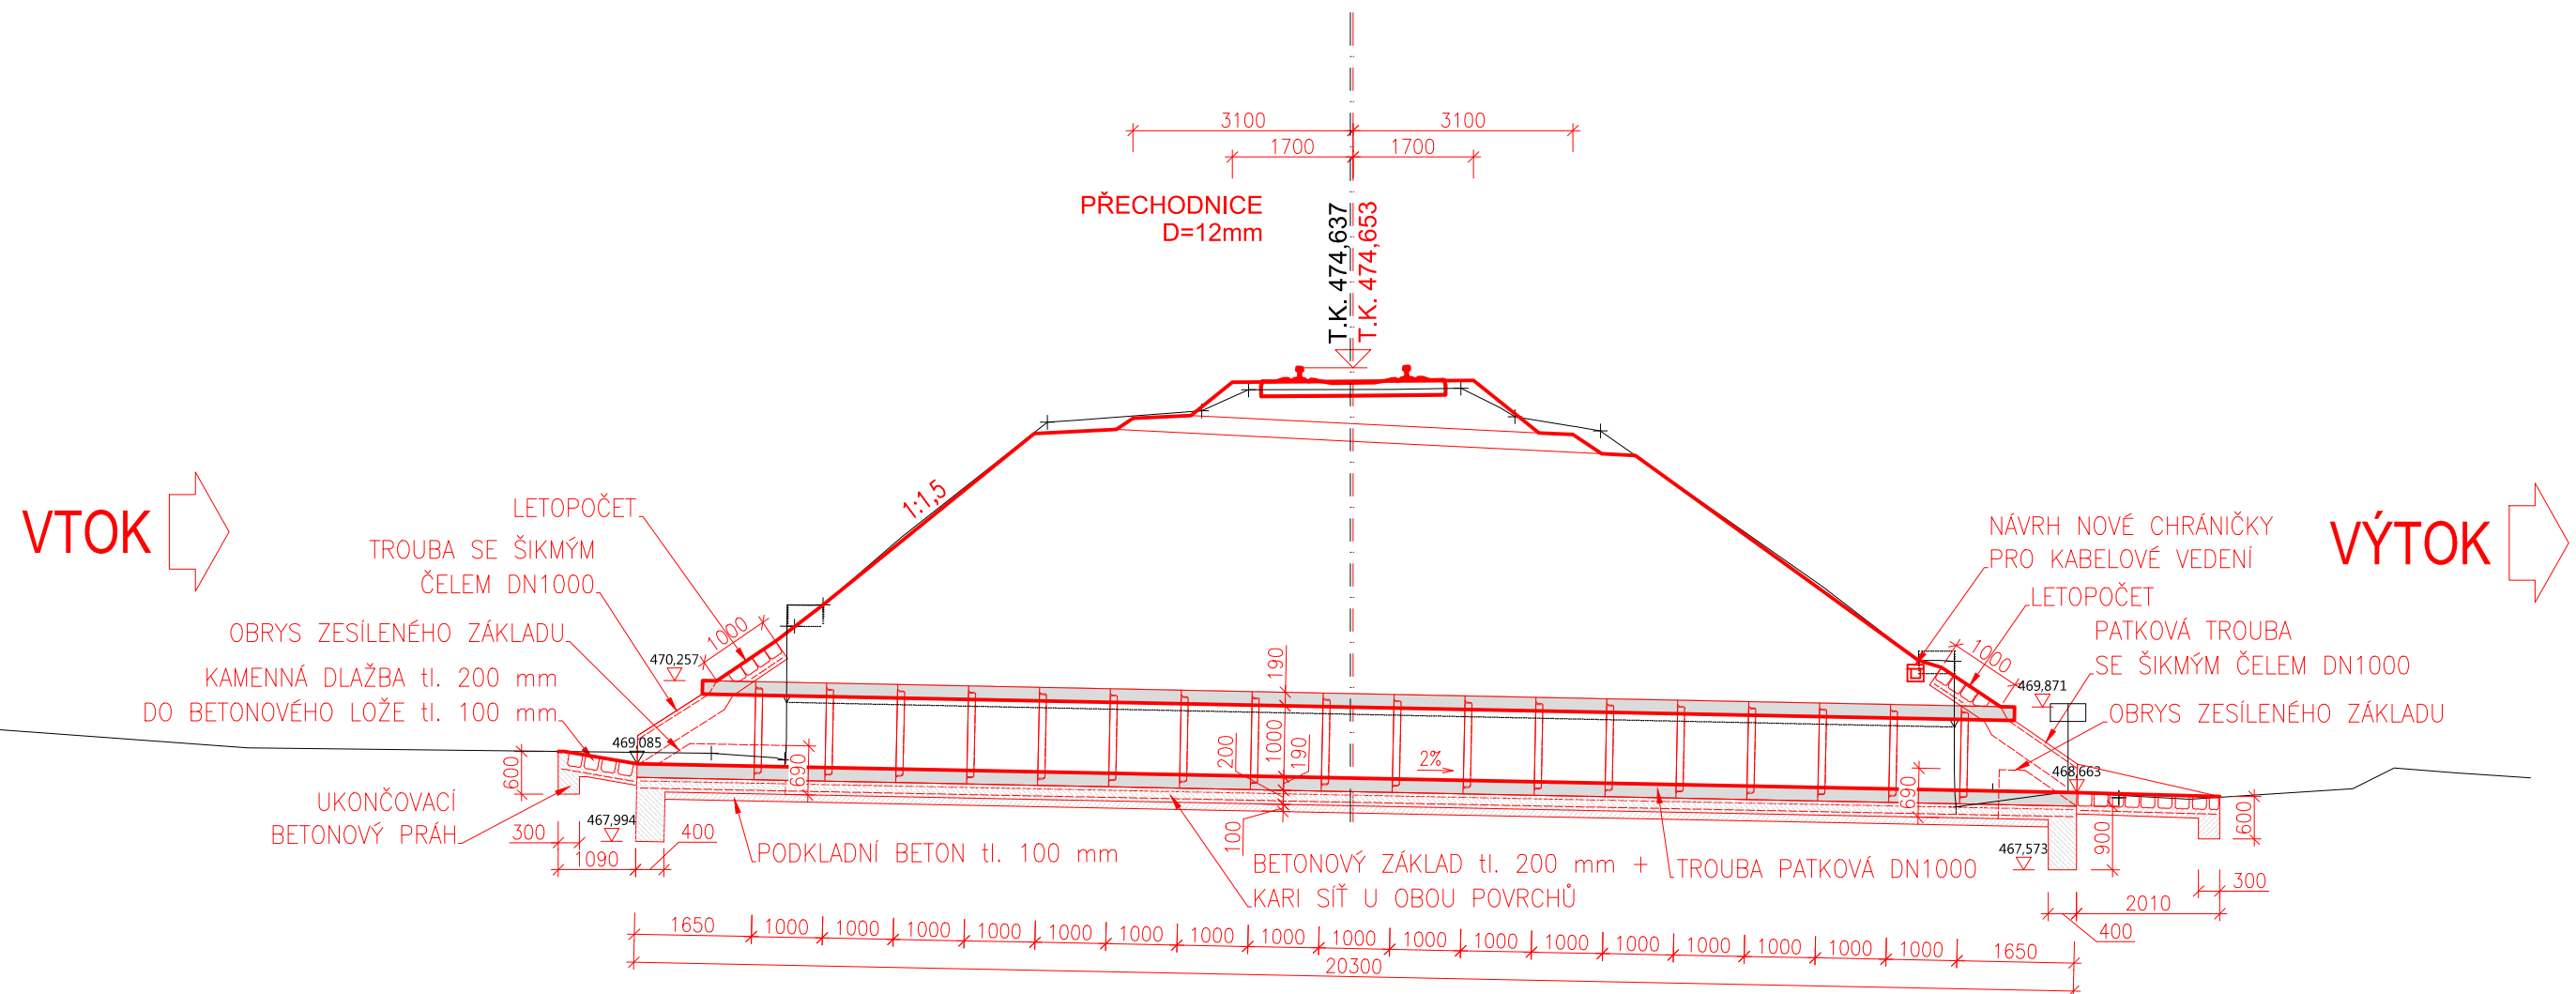 3100 3100
1700 1700
PŘECHODNICE
D=12mm
T.K. 474,637
T.K. 474,653
1:1,5
VTOK
LETOPOČET
TROUBA SE ŠIKMÝM
ČELEM DN1000
OBRYS ZESÍLENÉHO ZÁKLADU
KAMENNÁ DLAŽBA tl. 200 mm
DO BETONOVÉHO LOŽE tl. 100 mm
1000
470,257
469,085
690
600
UKONČOVACÍ
BETONOVÝ PRÁH
467,994
300
400
1090
PODKLADNÍ BETON tl. 100 mm
190
200
1000
190
100
2%
BETONOVÝ ZÁKLAD tl. 200 mm +
KARI SÍŤ U OBOU POVRCHŮ
TROUBA PATKOVÁ DN1000
NÁVRH NOVÉ CHRÁNIČKY
PRO KABELOVÉ VEDENÍ
LETOPOČET
PATKOVÁ TROUBA
SE ŠIKMÝM ČELEM DN1000
OBRYS ZESÍLENÉHO ZÁKLADU
VÝTOK
1000
469,871
468,663
690
467,573
900
600
300
2010
400
1650 1000 1000 1000 1000 1000 1000 1000 1000 1000 1000 1000 1000 1000 1000 1000 1000 1000 1650
20300